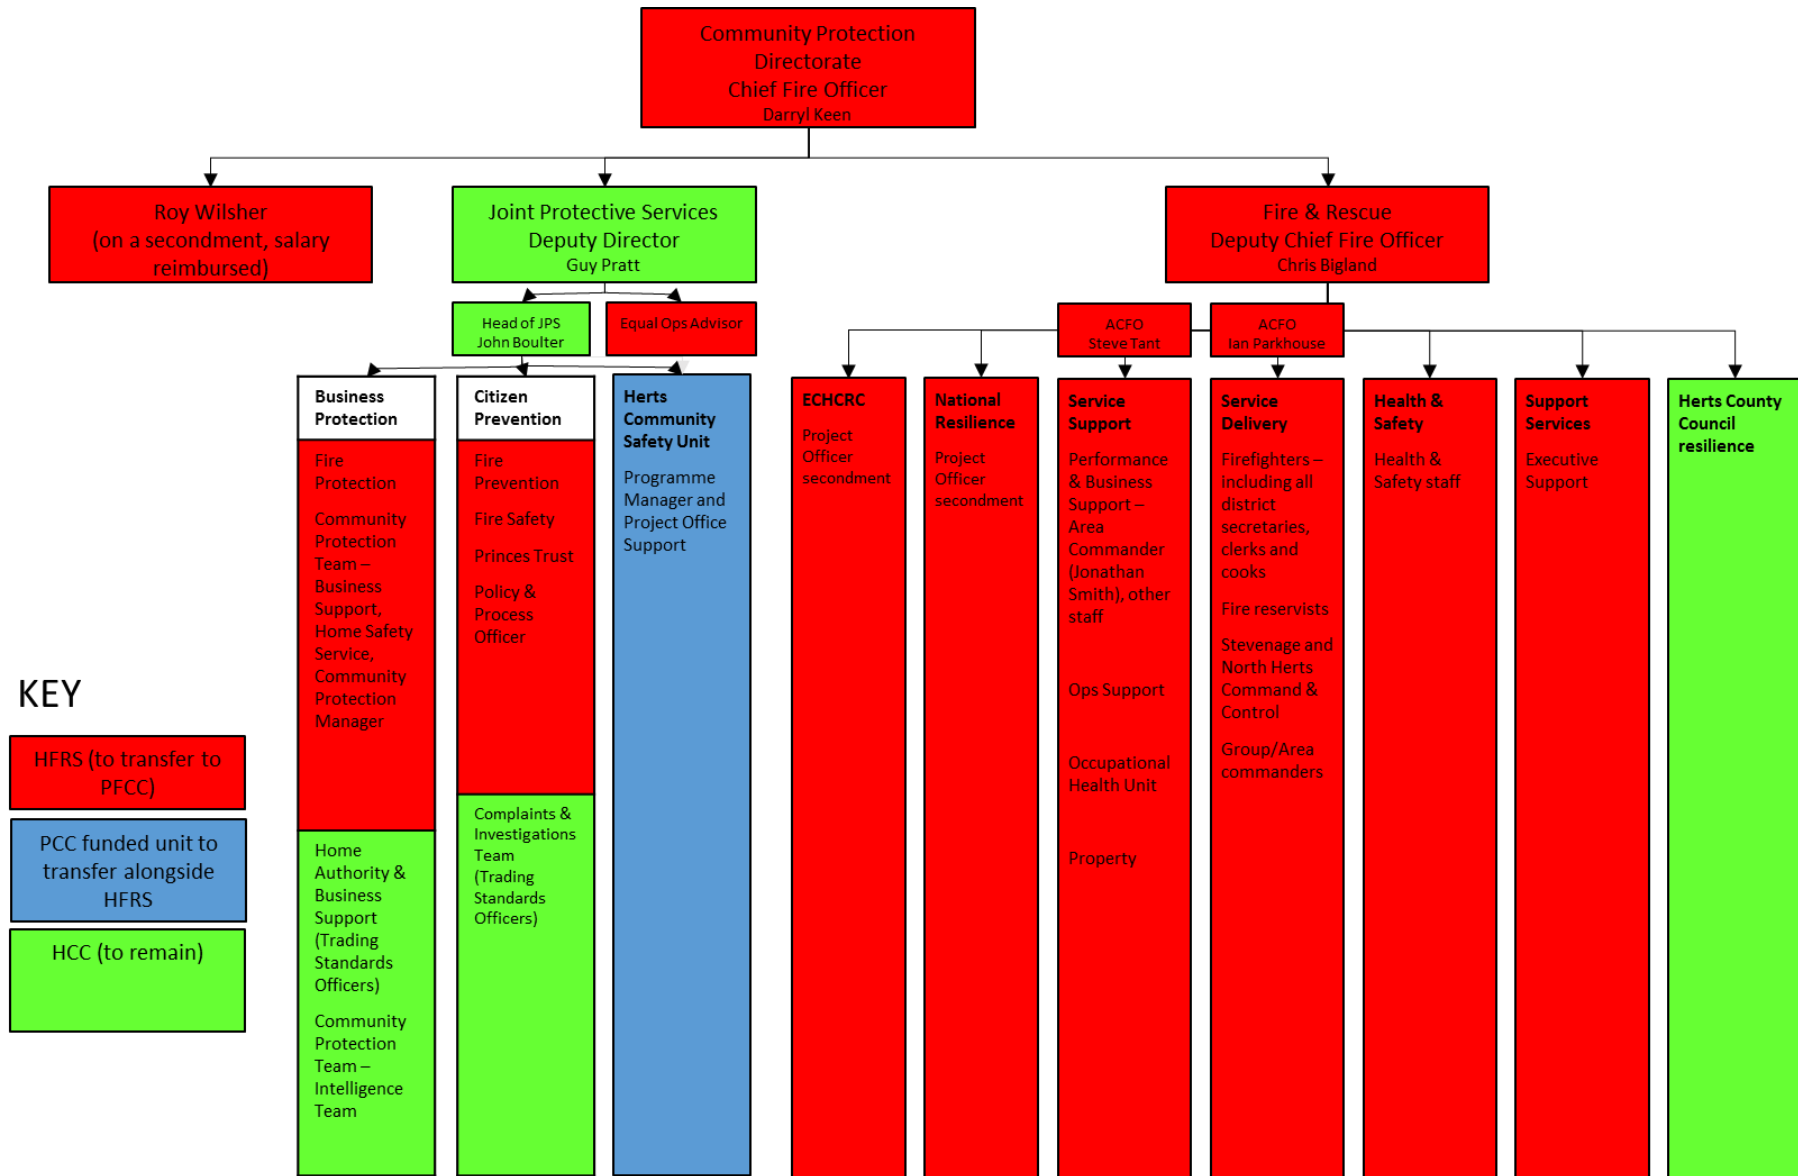 Community Protection
Directorate
Chief Fire Officer
Darryl Keen
Roy Wilsher
(on a secondment, salary
reimbursed)
Joint Protective Services
Deputy Director
Guy Pratt
Fire & Rescue
Deputy Chief Fire Officer
Chris Bigland
Head of JPS
John Boulter
Equal Ops Advisor
ACFO
Steve Tant
ACFO
Ian Parkhouse
Business
Protection
Fire
Protection
Community
Protection
Team –
Business
Support,
Home Safety
Service,
Community
Protection
Manager
Home
Authority &
Business
Support
(Trading
Standards
Officers)
Community
Protection
Team –
Intelligence
Team
Citizen
Prevention
Fire
Prevention
Fire Safety
Princes Trust
Policy &
Process
Officer
Complaints &
Investigations
Team
(Trading
Standards
Officers)
Herts
Community
Safety Unit
Programme
Manager and
Project Office
Support
ECHCRC
Project
Officer
secondment
National
Resilience
Project
Officer
secondment
Service
Support
Performance
& Business
Support –
Area
Commander
(Jonathan
Smith), other
staff
Ops Support
Occupational
Health Unit
Property
Service
Delivery
Firefighters –
including all
district
secretaries,
clerks and
cooks
Fire reservists
Stevenage and
North Herts
Command &
Control
Group/Area
commanders
Health &
Safety
Health &
Safety staff
Support
Services
Executive
Support
Herts County
Council
resilience
KEY
HFRS (to transfer to
PFCC)
PCC funded unit to
transfer alongside
HFRS
HCC (to remain)